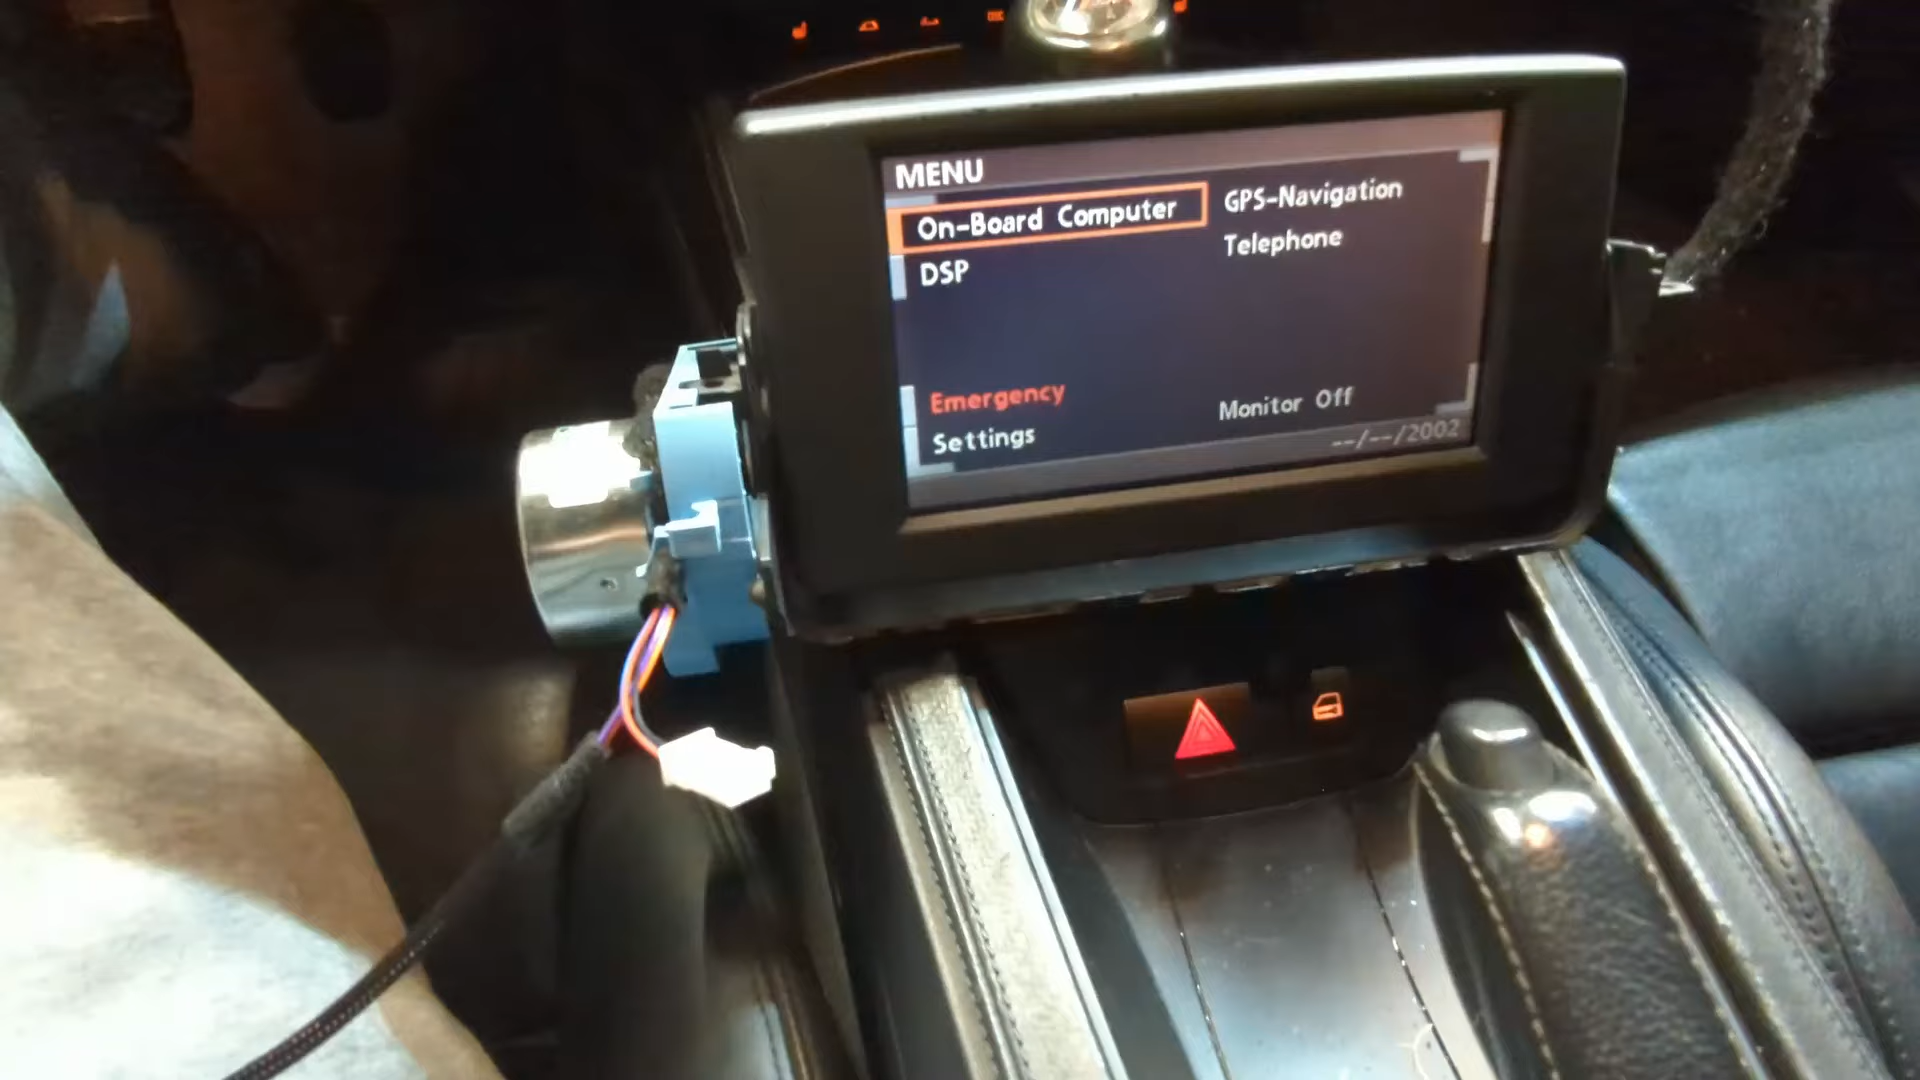 MENU
On-Board Computer
GPS-Navigation
DSP
Telephone
Emergency
Monitor Off
Settings
--/--/2002